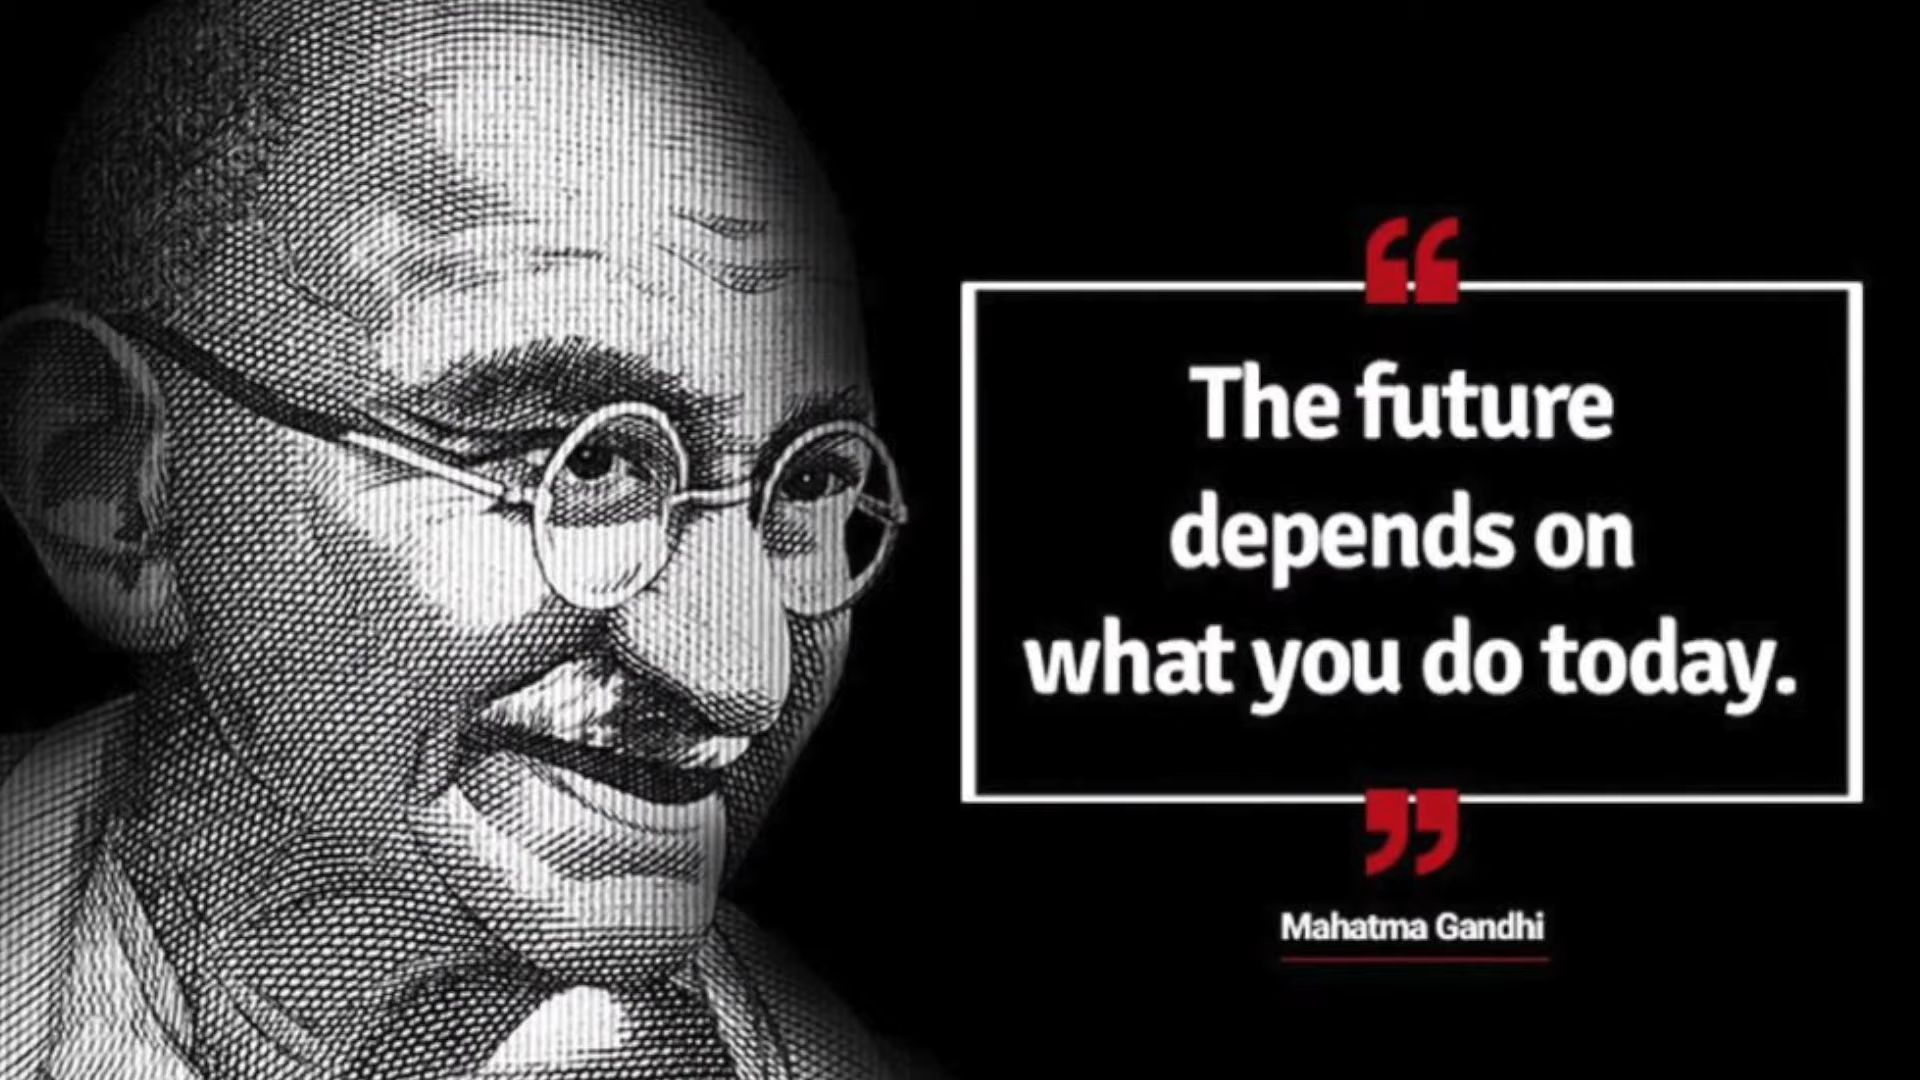 “
The future
depends on
what you do today.
”
Mahatma Gandhi